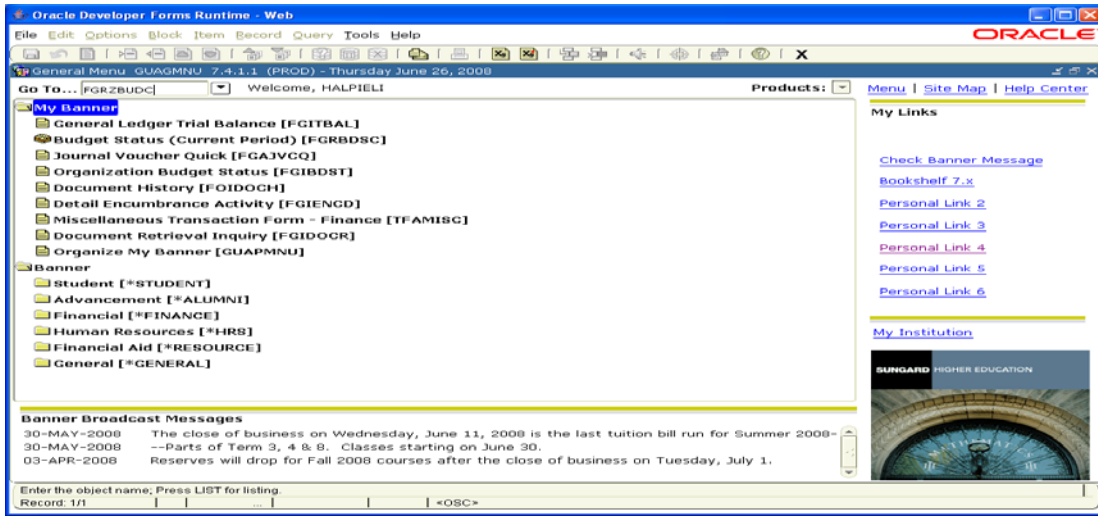 Oracle Developer Forms Runtime - Web
File Edit Options Block Item Record Query Tools Help
ORACLE
General Menu GUAGMNU 7.4.1.1 (PROD) - Thursday June 26, 2008
Go To... FGRZBUDC Welcome, HALPIELI Products: Menu | Site Map | Help Center
My Banner
General Ledger Trial Balance [FGITBAL]
Budget Status (Current Period) [FGRBDSC]
Journal Voucher Quick [FGAJVCQ]
Organization Budget Status [FGIBDST]
Document History [FOIDOCH]
Detail Encumbrance Activity [FGIENCD]
Miscellaneous Transaction Form - Finance [TFAMISC]
Document Retrieval Inquiry [FGIDOCR]
Organize My Banner [GUAPMNU]
Banner
Student [*STUDENT]
Advancement [*ALUMNI]
Financial [*FINANCE]
Human Resources [*HRS]
Financial Aid [*RESOURCE]
General [*GENERAL]
My Links
Check Banner Message
Bookshelf 7.x
Personal Link 2
Personal Link 3
Personal Link 4
Personal Link 5
Personal Link 6
My Institution
SUNGARD HIGHER EDUCATION
Banner Broadcast Messages
30-MAY-2008 The close of business on Wednesday, June 11, 2008 is the last tuition bill run for Summer 2008-
30-MAY-2008 --Parts of Term 3, 4 & 8. Classes starting on June 30.
03-APR-2008 Reserves will drop for Fall 2008 courses after the close of business on Tuesday, July 1.
Enter the object name; Press LIST for listing.
Record: 1/1 ... <OSC>